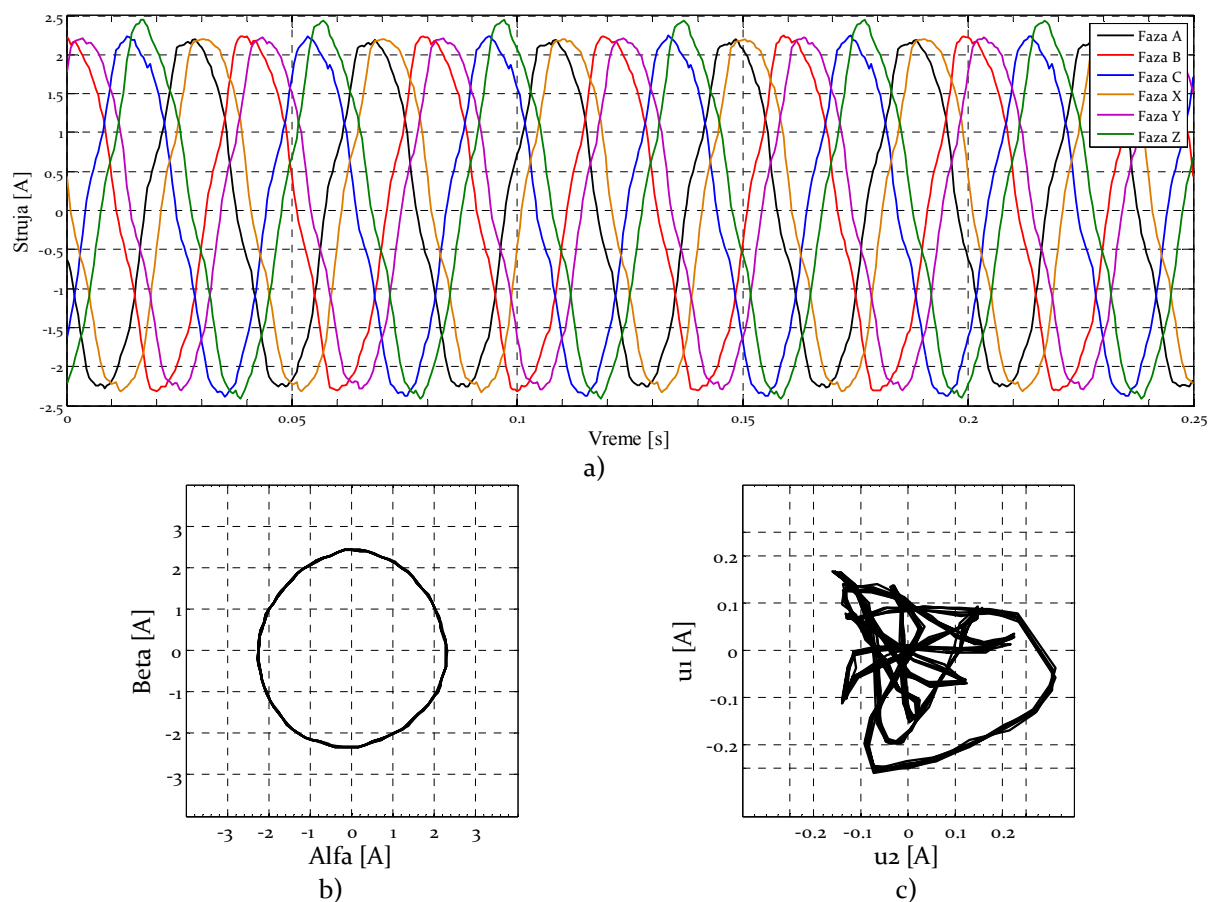 2.5
2
1.5
1
0.5
0
-0.5
-1
-1.5
-2
-2.5
Struja [A]
Faza A
Faza B
Faza C
Faza X
Faza Y
Faza Z
0 0.05 0.1 0.15 0.2 0.25
Vreme [s]
a)
3
2
1
0
-1
-2
-3
Beta [A]
-3 -2 -1 0 1 2 3
Alfa [A]
b)
0.2
0.1
0
-0.1
-0.2
u1 [A]
-0.2 -0.1 0 0.1 0.2
u2 [A]
c)